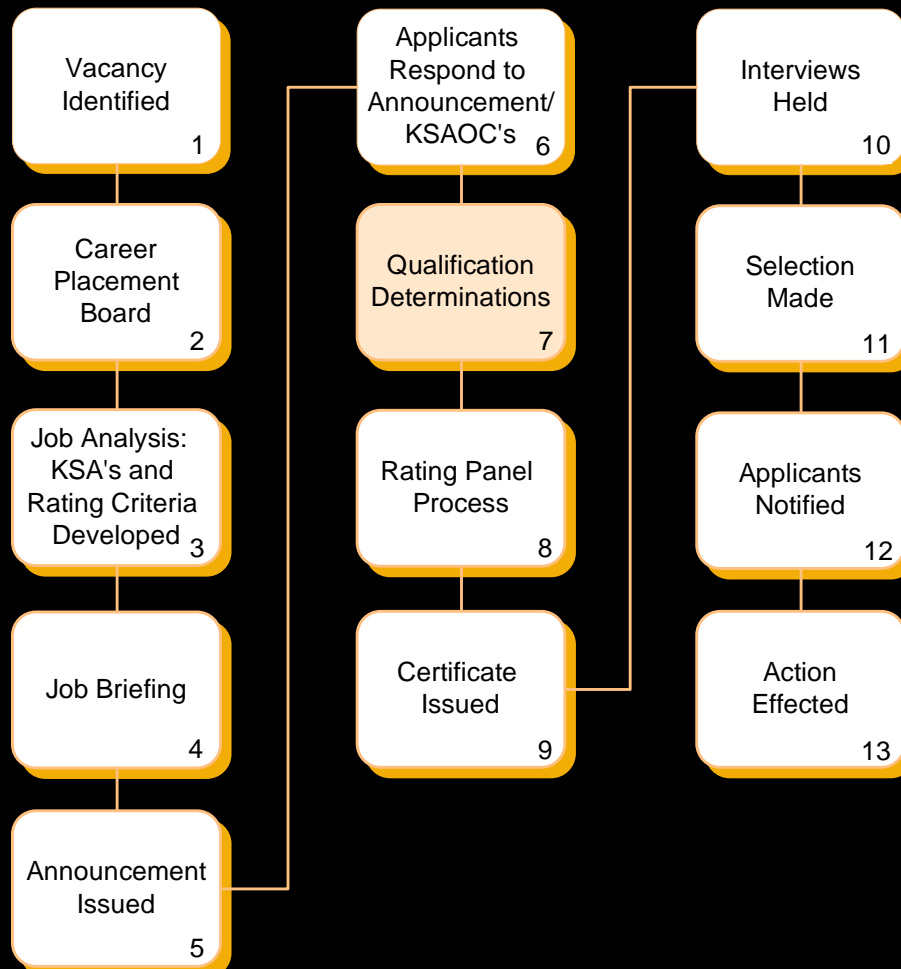 Vacancy
Identified
1
Career
Placement
Board
2
Job Analysis:
KSA's and
Rating Criteria
Developed
3
Job Briefing
4
Announcement
Issued
5
Applicants
Respond to
Announcement/
KSAOC's
6
Qualification
Determinations
7
Rating Panel
Process
8
Certificate
Issued
9
Interviews
Held
10
Selection
Made
11
Applicants
Notified
12
Action
Effected
13